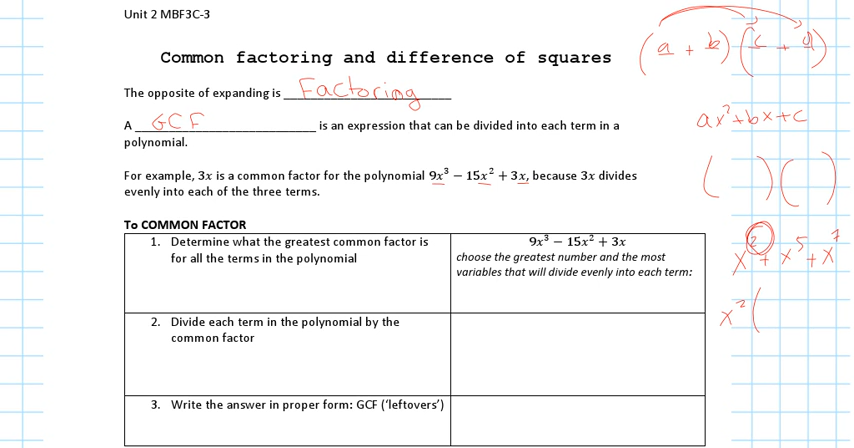 Unit 2 MBF3C-3
Common factoring and difference of squares
(a + b)(c + d)
The opposite of expanding is Factoring
A GCF is an expression that can be divided into each term in a
polynomial.
ax²+bx+c
For example, 3x is a common factor for the polynomial 9x³ − 15x² + 3x, because 3x divides
evenly into each of the three terms.
( )( )
To COMMON FACTOR
1. Determine what the greatest common factor is
for all the terms in the polynomial
9x³ − 15x² + 3x
choose the greatest number and the most
variables that will divide evenly into each term:
x² + x⁵ + x⁷
x² (
2. Divide each term in the polynomial by the
common factor
3. Write the answer in proper form: GCF (‘leftovers’)